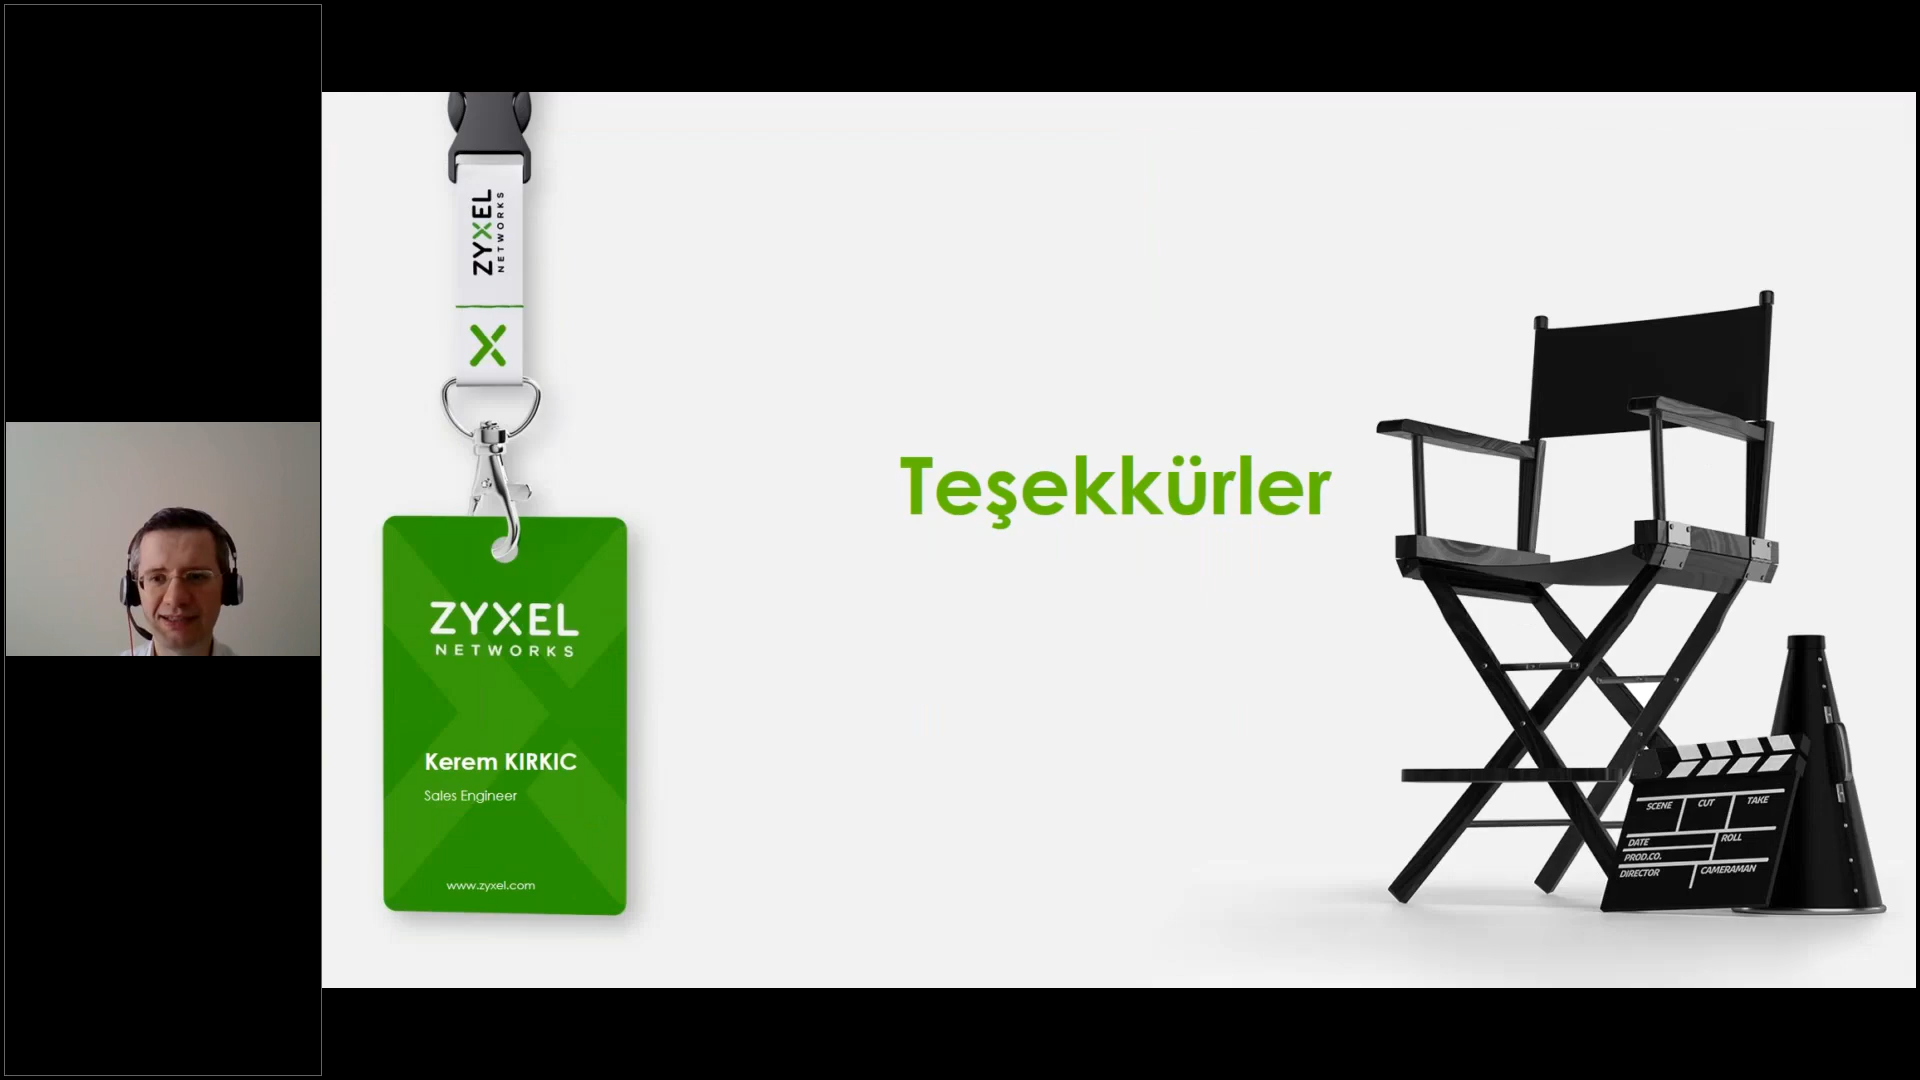 ZYXEL
NETWORKS
X
ZYXEL
NETWORKS
Kerem KIRKIC
Sales Engineer
www.zyxel.com
Teşekkürler
SCENE CUT TAKE
DATE ROLL
PROD.CO.
DIRECTOR CAMERAMAN